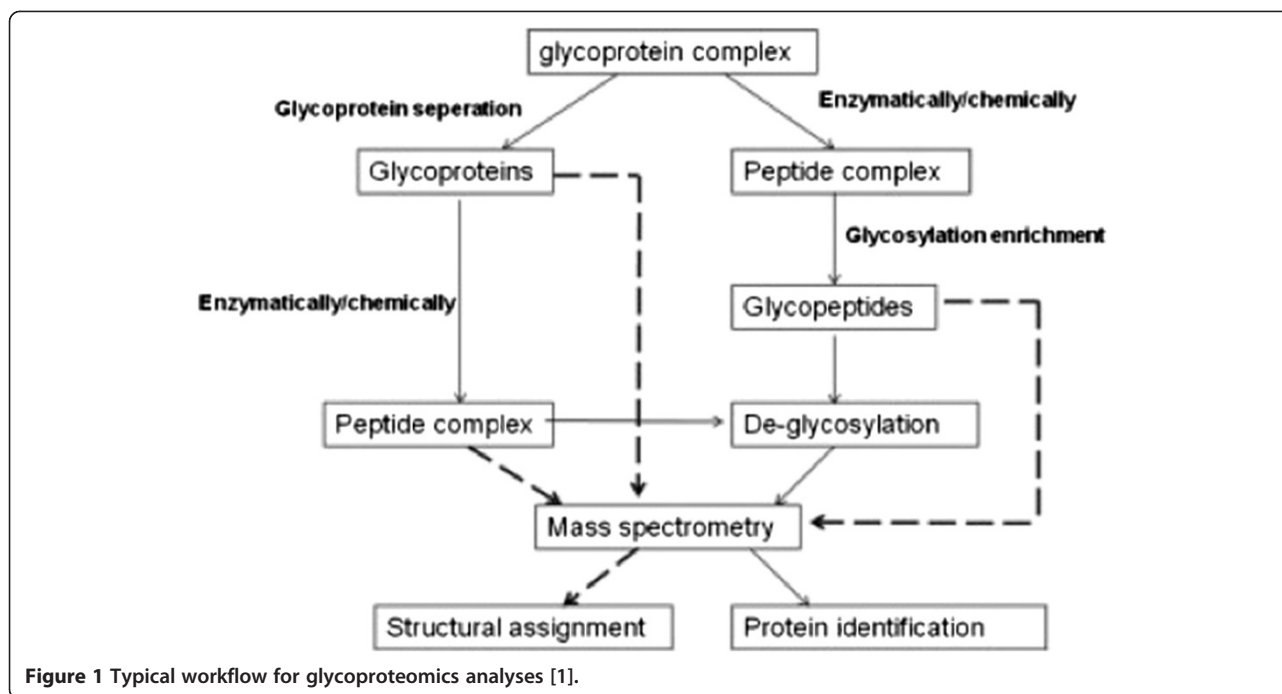 glycoprotein complex
Glycoprotein seperation
Enzymatically/chemically
Glycoproteins
Peptide complex
Glycosylation enrichment
Enzymatically/chemically
Glycopeptides
Peptide complex
De-glycosylation
Mass spectrometry
Structural assignment
Protein identification
Figure 1 Typical workflow for glycoproteomics analyses [1].